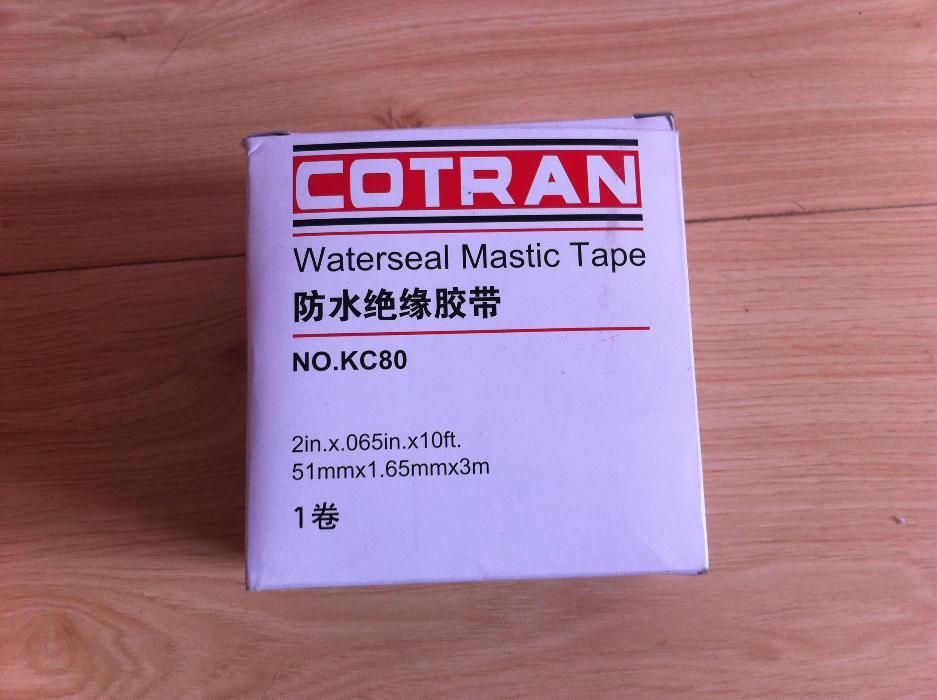 COTRAN
Waterseal Mastic Tape
防水绝缘胶带
NO.KC80
2in.x.065in.x10ft.
51mmx1.65mmx3m
1卷